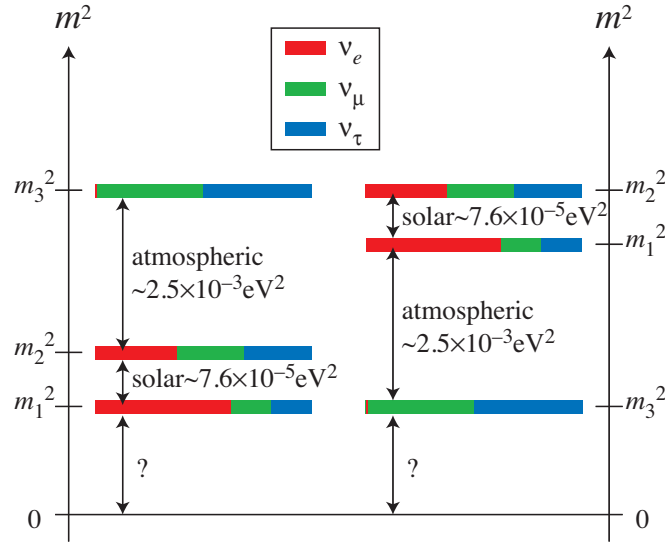 m²
m²
ν_e
ν_μ
ν_τ
m₃²
m₂²
solar~7.6×10⁻⁵eV²
m₁²
atmospheric
~2.5×10⁻³eV²
atmospheric
~2.5×10⁻³eV²
m₂²
solar~7.6×10⁻⁵eV²
m₁²
m₃²
?
?
0
0